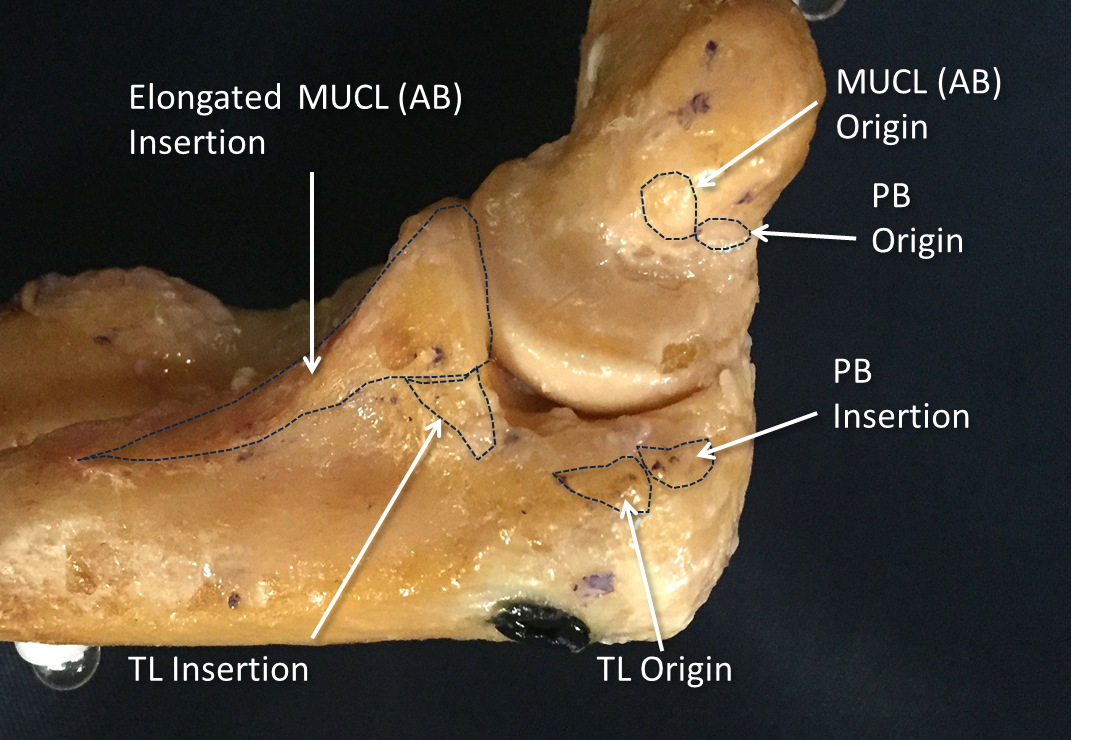 Elongated MUCL (AB)
Insertion
MUCL (AB)
Origin
PB
Origin
PB
Insertion
TL Insertion
TL Origin